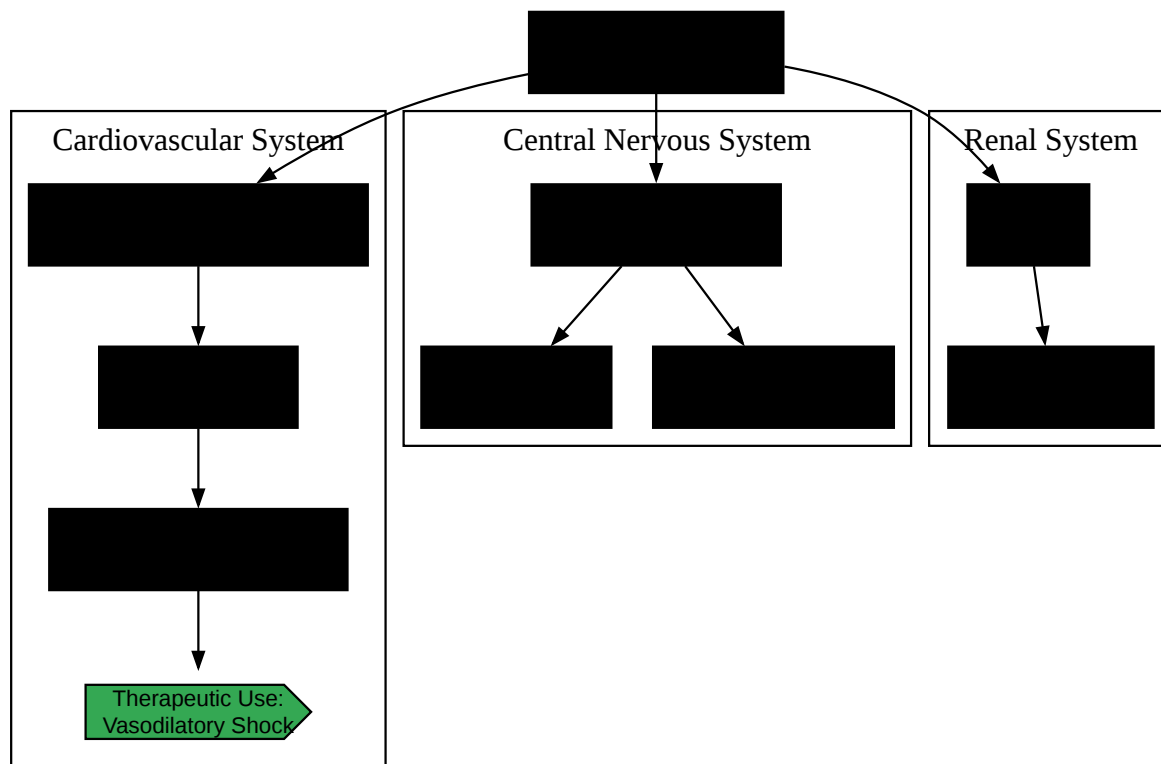 Cardiovascular System
Central Nervous System
Renal System
Therapeutic Use:
Vasodilatory Shock